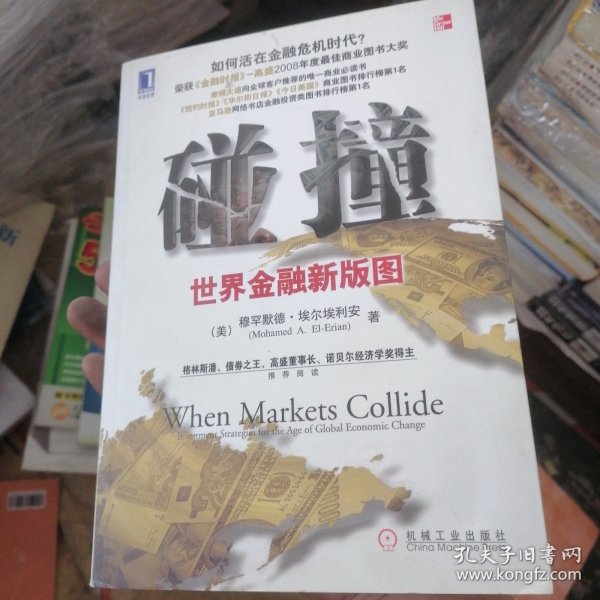 Mc
Graw
Hill
如何活在金融危机时代?
荣获《金融时报》-高盛2008年度最佳商业图书大奖
摩根大通向全球客户推荐的唯一商业必读书
《纽约时报》《华尔街日报》《今日美国》商业图书排行榜第1名
亚马逊网络书店金融投资类图书排行榜第1名
碰撞
世界金融新版图
(美) 穆罕默德·埃尔埃利安 著
(Mohamed A. El-Erian)
格林斯潘、债券之王、高盛董事长、诺贝尔经济学奖得主
推荐阅读
When Markets Collide
Investment Strategies for the Age of Global Economic Change
机械工业出版社
China Machine Press
孔夫子旧书网
www.kongfz.com